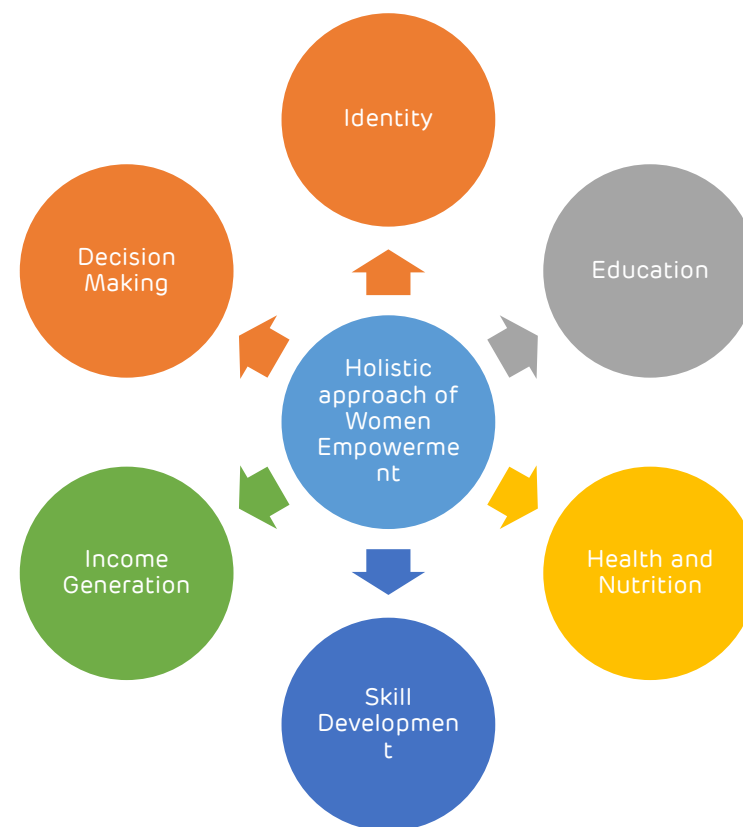 Identity
Decision
Making
Education
Holistic
approach of
Women
Empowerme
nt
Income
Generation
Health and
Nutrition
Skill
Developmen
t